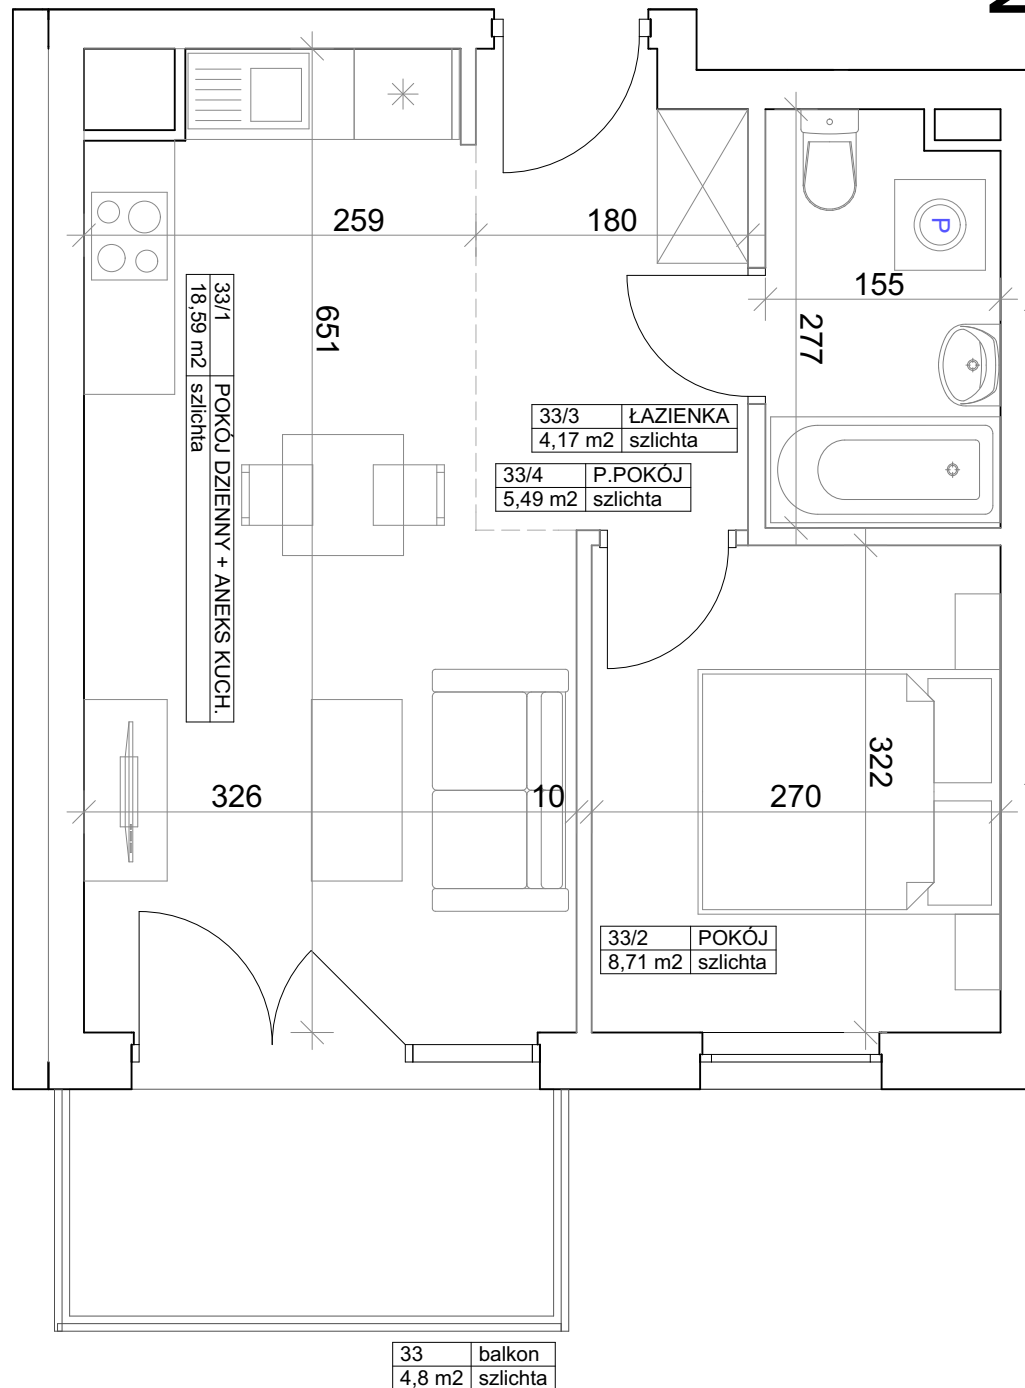 259
180
155
651
277
33/1 POKÓJ DZIENNY + ANEKS KUCH.
18,59 m2 szlichta
P
33/3 ŁAZIENKA
4,17 m2 szlichta
33/4 P.POKÓJ
5,49 m2 szlichta
322
326
10
270
33/2 POKÓJ
8,71 m2 szlichta
33 balkon
4,8 m2 szlichta